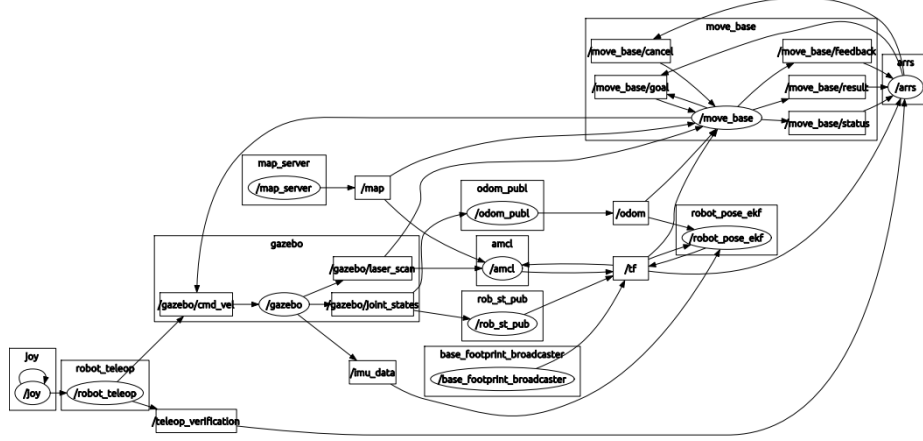 move_base
/move_base/cancel
/move_base/feedback
arrs
/move_base/goal
/move_base/result
/arrs
/move_base
/move_base/status
map_server
/map_server
/map
odom_publ
/odom_publ
/odom
robot_pose_ekf
/robot_pose_ekf
gazebo
amcl
/gazebo/laser_scan
/amcl
/tf
/gazebo/cmd_vel
/gazebo
/gazebo/joint_states
rob_st_pub
/rob_st_pub
joy
robot_teleop
/imu_data
base_footprint_broadcaster
/base_footprint_broadcaster
/joy
/robot_teleop
/teleop_verification